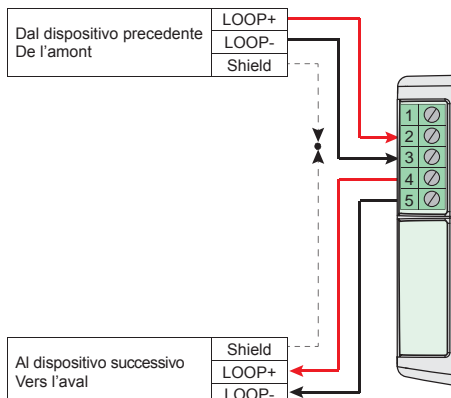 Dal dispositivo precedente
De l'amont
LOOP+
LOOP-
Shield
1
2
3
4
5
Al dispositivo successivo
Vers l'aval
Shield
LOOP+
LOOP-